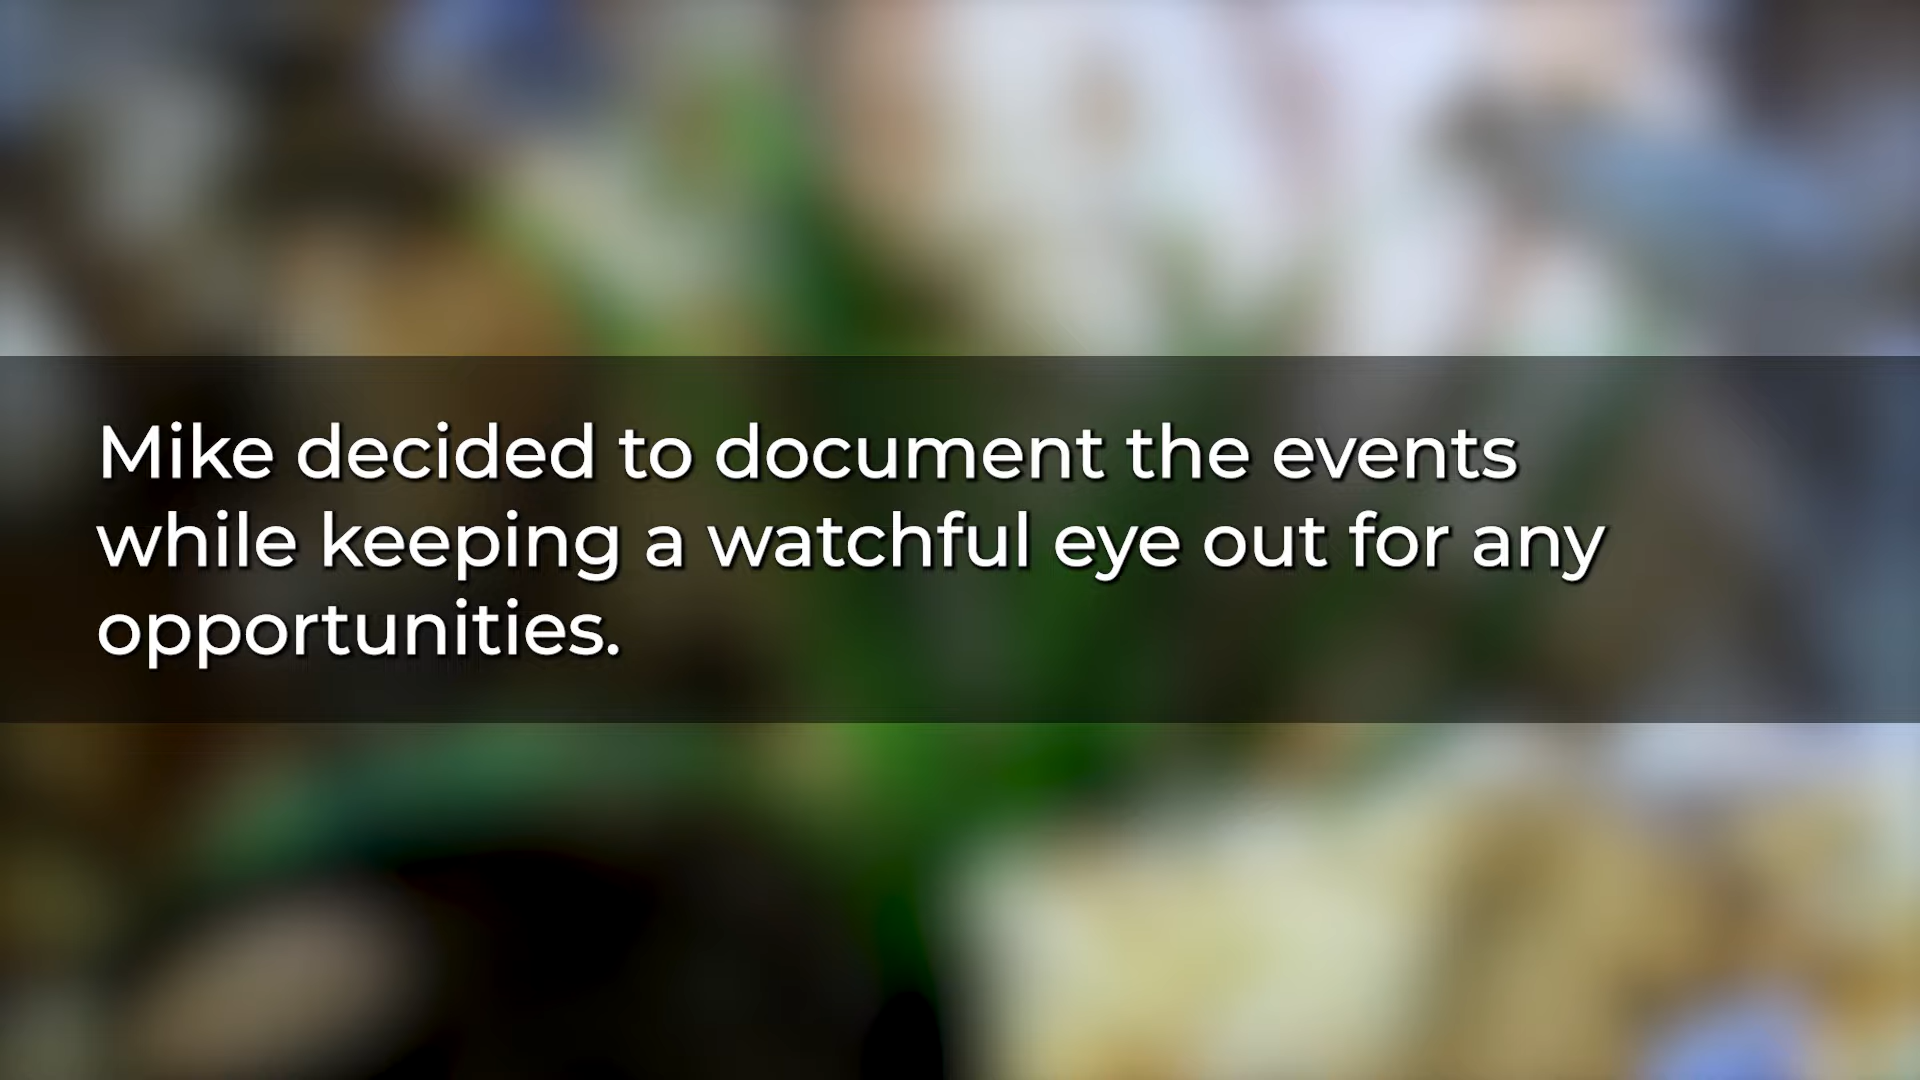 Mike decided to document the events
while keeping a watchful eye out for any
opportunities.